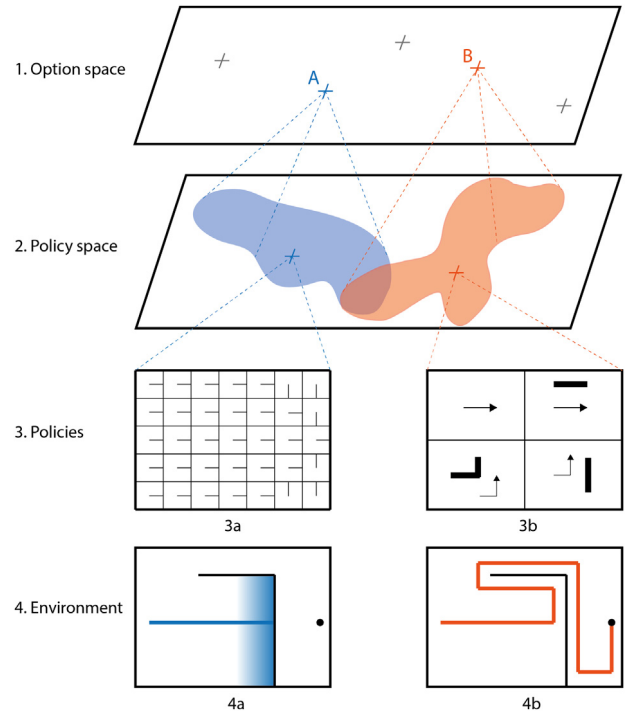 1. Option space
A
B
2. Policy space
3. Policies
3a
3b
4. Environment
4a
4b